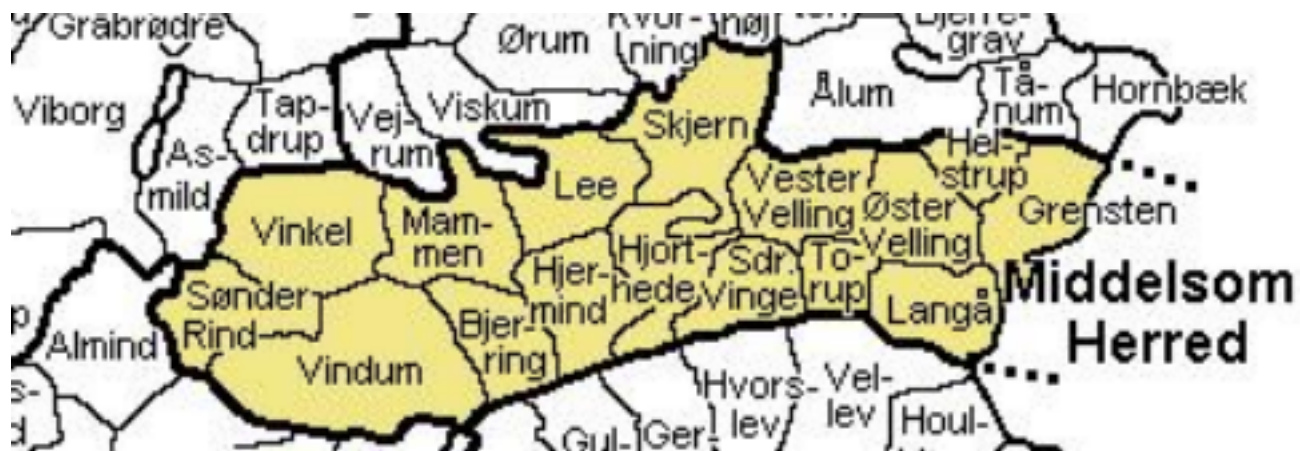 Gråbrødre
Ørum
Kvor-
ning
høj
Bjerre-
grav
Viborg
Tap-
drup
Vej-
rum
Viskum
Skjern
Ålum
Tå-
num
Hornbæk
As-
mild
Lee
Vester
Velling
Øster
Velling
Hel-
strup
Grensten
Vinkel
Mam-
men
Hjer-
mind
Hjort-
hede
Sdr.
Vinge
To-
rup
Langå
Middelsom
Herred
Sønder
Rind
Almind
Vindum
Bjer-
ring
Hvors-
lev
Vel-
lev
Houl-
Gul-
Ger-
s-
d
p